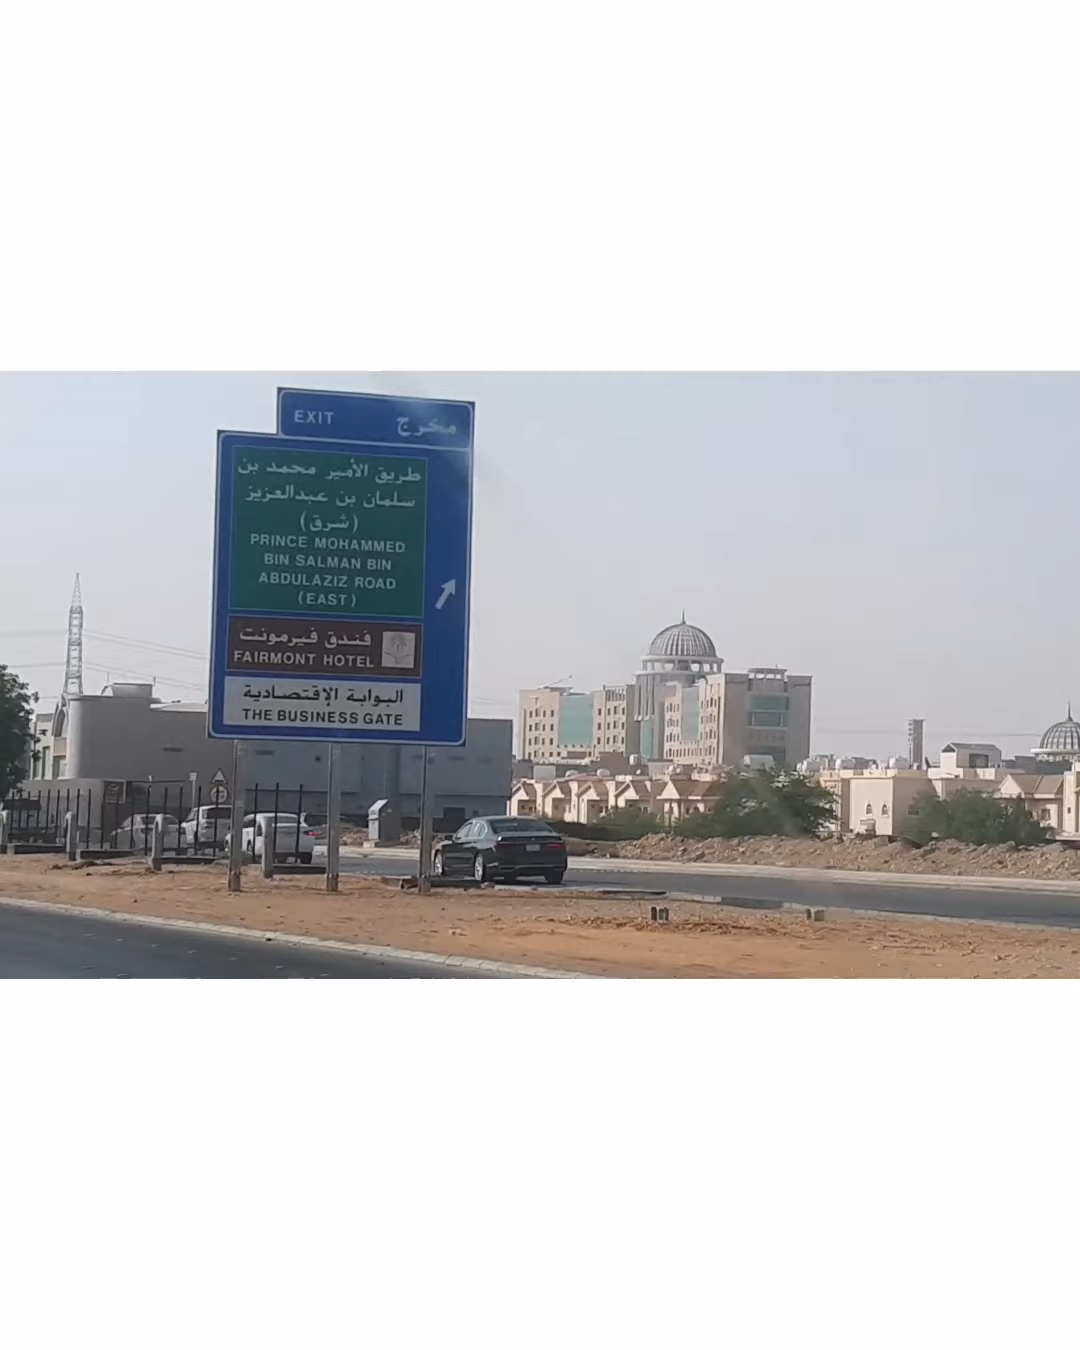 EXIT مخرج
طريق الأمير محمد بن
سلمان بن عبدالعزيز
(شرق)
PRINCE MOHAMMED
BIN SALMAN BIN
ABDULAZIZ ROAD
(EAST)
فندق فيرمونت
FAIRMONT HOTEL
البوابة الإقتصادية
THE BUSINESS GATE